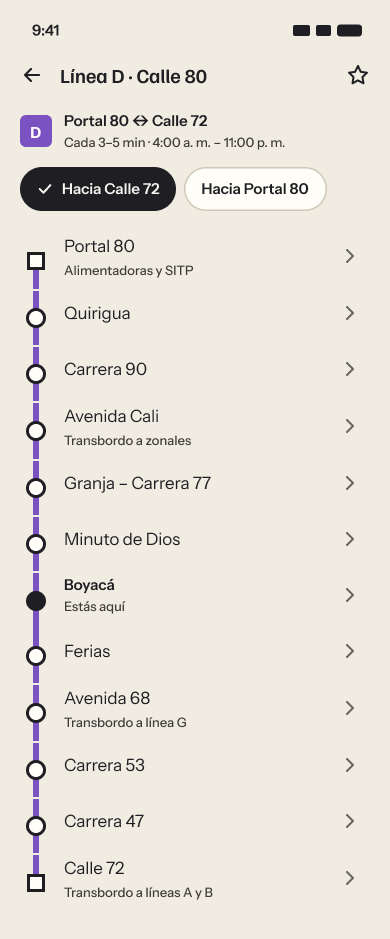 9:41
Línea D · Calle 80
D
Portal 80 ↔ Calle 72
Cada 3–5 min · 4:00 a. m. – 11:00 p. m.
Hacia Calle 72
Hacia Portal 80
Portal 80
Alimentadoras y SITP
Quirigua
Carrera 90
Avenida Cali
Transbordo a zonales
Granja – Carrera 77
Minuto de Dios
Boyacá
Estás aquí
Ferias
Avenida 68
Transbordo a línea G
Carrera 53
Carrera 47
Calle 72
Transbordo a líneas A y B